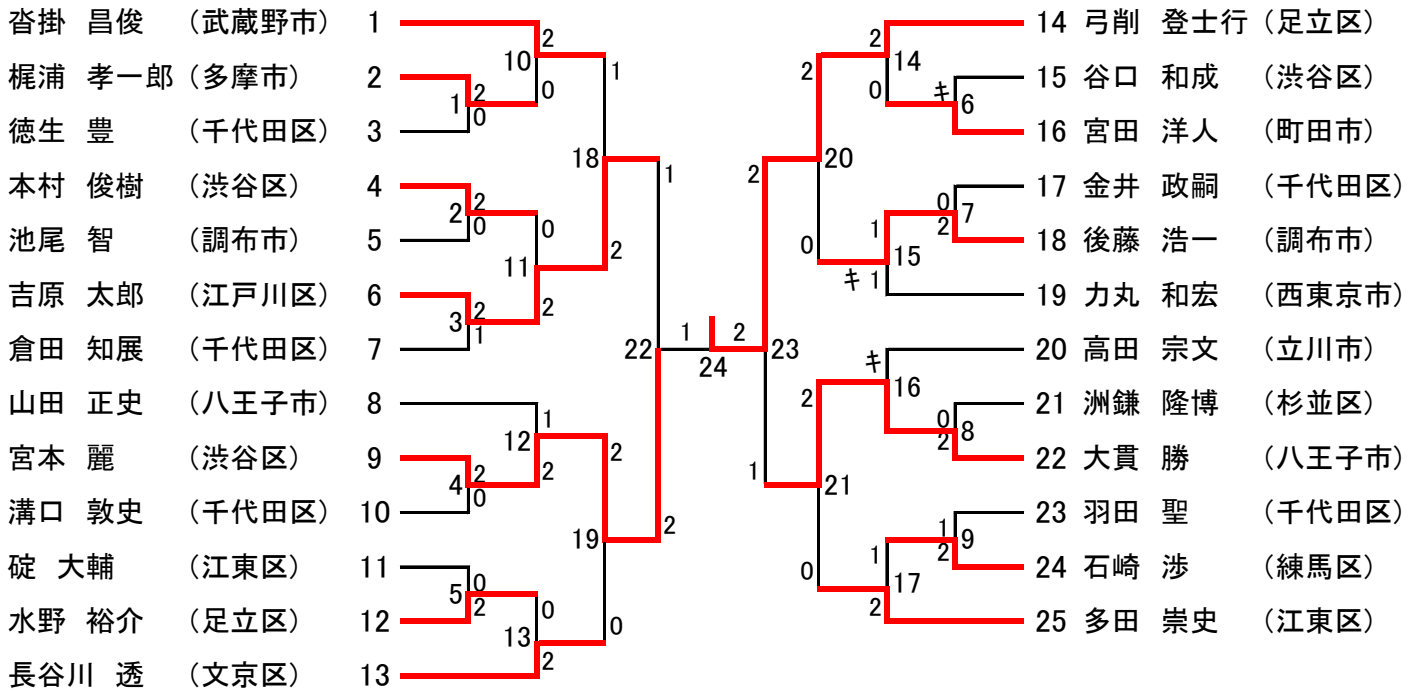 沓掛 昌俊 (武蔵野市) 1
梶浦 孝一郎 (多摩市) 2
徳生 豊 (千代田区) 3
本村 俊樹 (渋谷区) 4
池尾 智 (調布市) 5
吉原 太郎 (江戸川区) 6
倉田 知展 (千代田区) 7
山田 正史 (八王子市) 8
宮本 麗 (渋谷区) 9
溝口 敦史 (千代田区) 10
碇 大輔 (江東区) 11
水野 裕介 (足立区) 12
長谷川 透 (文京区) 13
1 2 0
2 2 0
3 2 1
4 2 0
5 0 2
10 2 0
11 0 2
12 1 2
13 0 2
18 1 2
19 2 0
22 1 2
1 24 2
23 2 1
20 2 0
21 2 0
14 2 0
15 1 キ 1
16 キ
17 1 2
6 キ
7 0 2
8 0 2
9 1 2
14 弓削 登士行 (足立区)
15 谷口 和成 (渋谷区)
16 宮田 洋人 (町田市)
17 金井 政嗣 (千代田区)
18 後藤 浩一 (調布市)
19 力丸 和宏 (西東京市)
20 高田 宗文 (立川市)
21 洲鎌 隆博 (杉並区)
22 大貫 勝 (八王子市)
23 羽田 聖 (千代田区)
24 石崎 渉 (練馬区)
25 多田 崇史 (江東区)